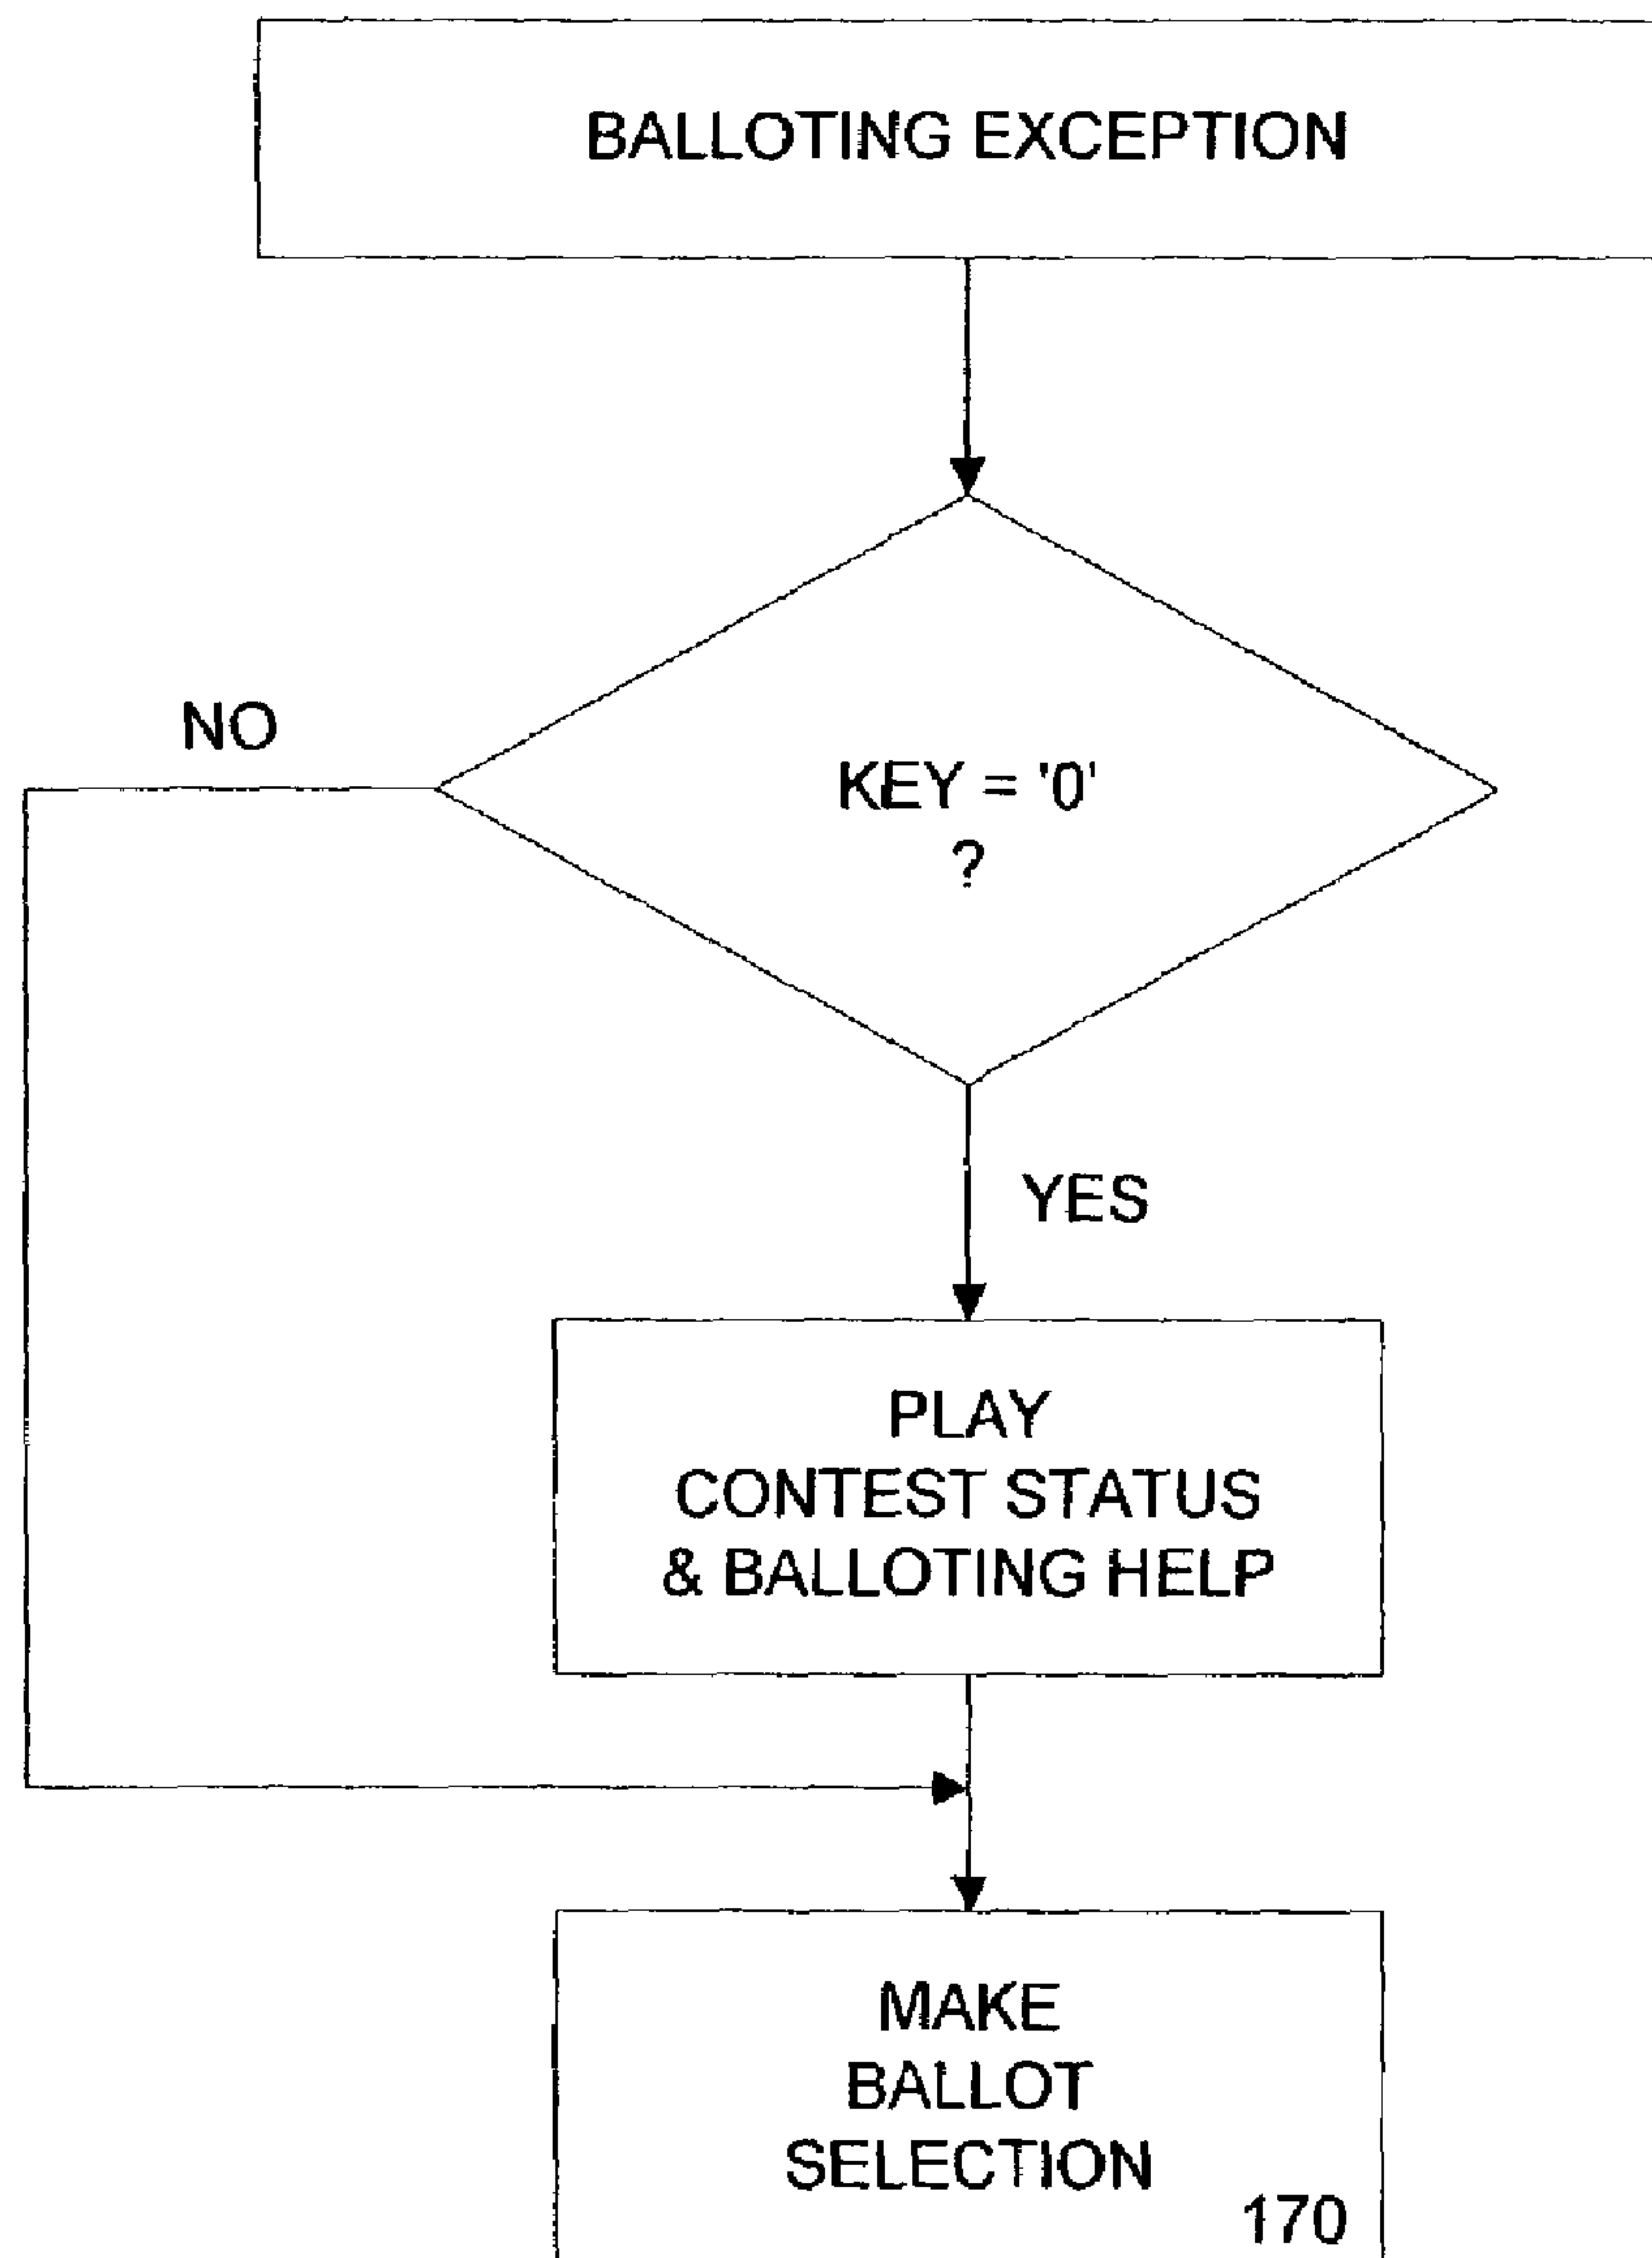 BALLOTING EXCEPTION
NO
KEY = '0'
?
YES
PLAY
CONTEST STATUS
& BALLOTING HELP
MAKE
BALLOT
SELECTION
170